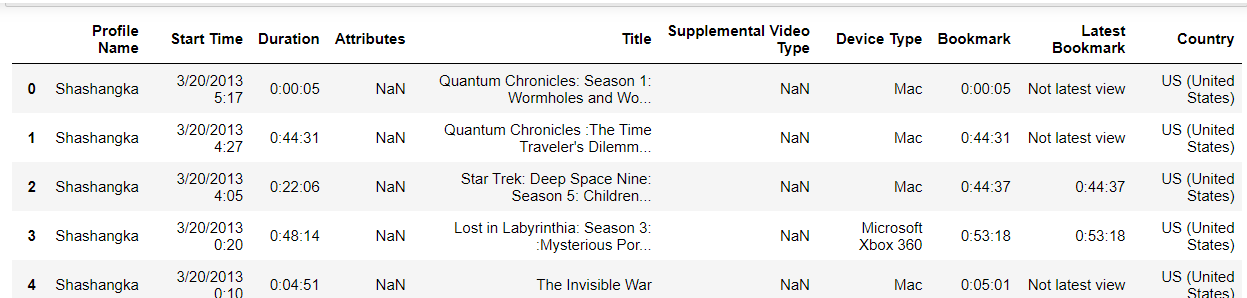 Profile Name Start Time Duration Attributes Title Supplemental Video Type Device Type Bookmark Latest Bookmark Country
0 Shashangka 3/20/2013 5:17 0:00:05 NaN Quantum Chronicles: Season 1: Wormholes and Wo... NaN Mac 0:00:05 Not latest view US (United States)
1 Shashangka 3/20/2013 4:27 0:44:31 NaN Quantum Chronicles :The Time Traveler's Dilemm... NaN Mac 0:44:31 Not latest view US (United States)
2 Shashangka 3/20/2013 4:05 0:22:06 NaN Star Trek: Deep Space Nine: Season 5: Children... NaN Mac 0:44:37 0:44:37 US (United States)
3 Shashangka 3/20/2013 0:20 0:48:14 NaN Lost in Labyrinthia: Season 3: :Mysterious Por... NaN Microsoft Xbox 360 0:53:18 0:53:18 US (United States)
4 Shashangka 3/20/2013 0:10 0:04:51 NaN The Invisible War NaN Mac 0:05:01 Not latest view US (United States)